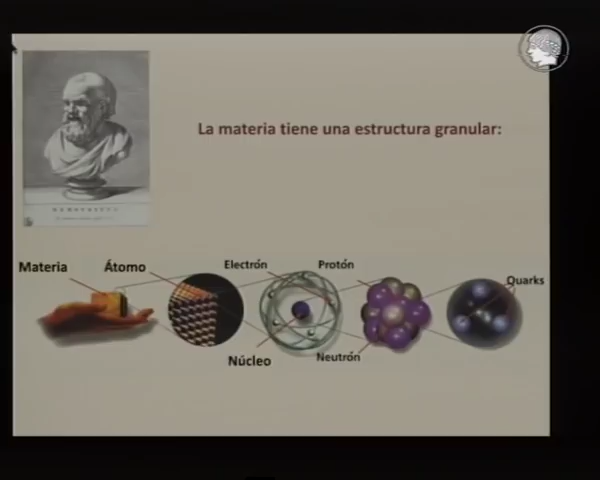 La materia tiene una estructura granular:
Materia
Átomo
Electrón
Protón
Quarks
Núcleo
Neutrón